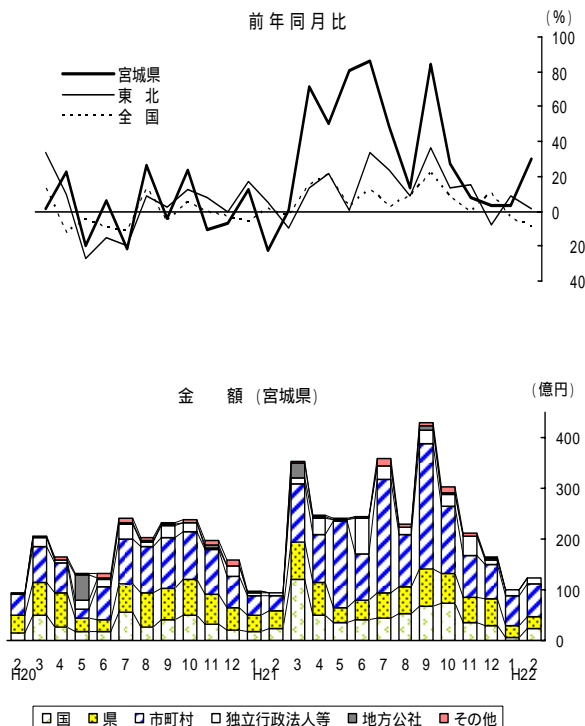 前年同月比
(%)
宮城県
東 北
全 国
100
80
60
40
20
0
20
40
金 額 (宮城県)
(億円)
400
300
200
100
0
2 3 4 5 6 7 8 9 10 11 12 1 2 3 4 5 6 7 8 9 10 11 12 1 2
H20 H21 H22
国 県 市町村 独立行政法人等 地方公社 その他